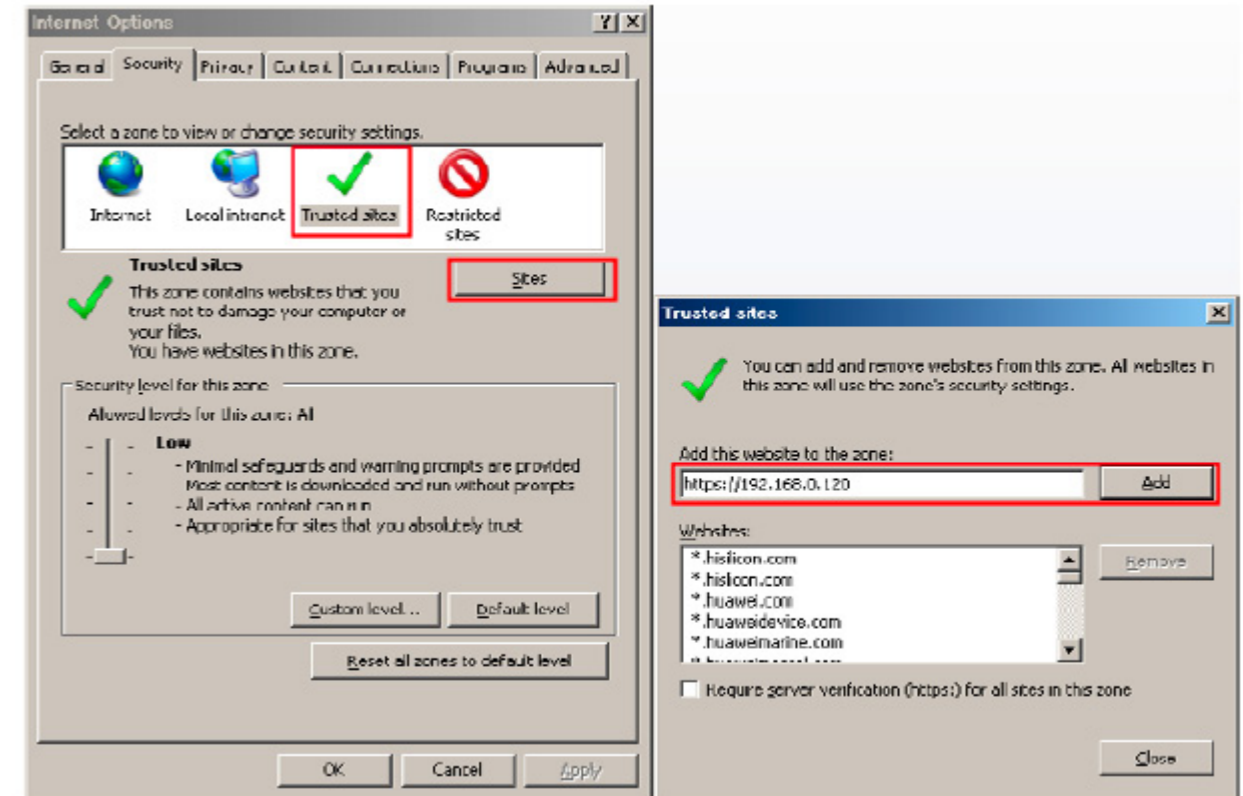 Internet Options
General Security Privacy Content Connections Programs Advanced
Select a zone to view or change security settings.
Internet
Local intranet
Trusted sites
Restricted
sites
Trusted sites
Sites
This zone contains websites that you
trust not to damage your computer or
your files.
You have websites in this zone.
Security level for this zone
Allowed levels for this zone: All
Low
- Minimal safeguards and warning prompts are provided
- Most content is downloaded and run without prompts
- All active content can run
- Appropriate for sites that you absolutely trust
Custom level...
Default level
Reset all zones to default level
OK
Cancel
Apply
Trusted sites
You can add and remove websites from this zone. All websites in
this zone will use the zone's security settings.
Add this website to the zone:
https://192.168.0.120
Add
Websites:
*.hisilicon.com
*.hislicon.com
*.huawei.com
*.huaweidevice.com
*.huaweimarine.com
Remove
Require server verification (https:) for all sites in this zone
Close